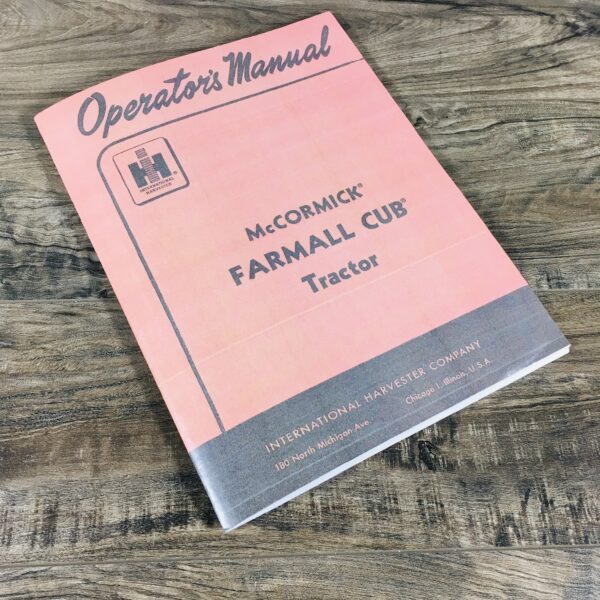 Operator's Manual
IH ®
INTERNATIONAL
HARVESTER
McCORMICK®
FARMALL CUB®
Tractor
INTERNATIONAL HARVESTER COMPANY
180 North Michigan Ave. Chicago 1, Illinois, U.S.A.